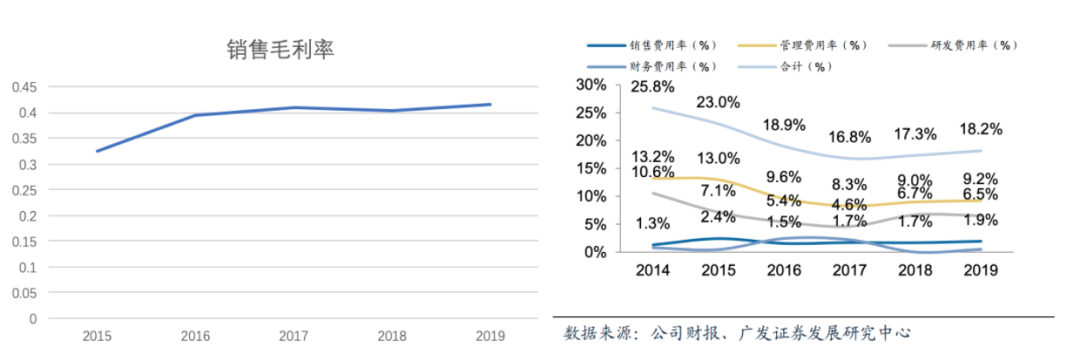 销售毛利率
0.45
0.4
0.35
0.3
0.25
0.2
0.15
0.1
0.05
0
2015 2016 2017 2018 2019
销售费用率（%） 管理费用率（%） 研发费用率（%）
财务费用率（%） 合计（%）
30%
25%
20%
15%
10%
5%
0%
25.8% 23.0% 18.9% 16.8% 17.3% 18.2%
13.2% 13.0% 9.6% 8.3% 9.0% 9.2%
10.6% 7.1% 5.4% 4.6% 6.7% 6.5%
1.3% 2.4% 1.5% 1.7% 1.7% 1.9%
2014 2015 2016 2017 2018 2019
数据来源：公司财报、广发证券发展研究中心